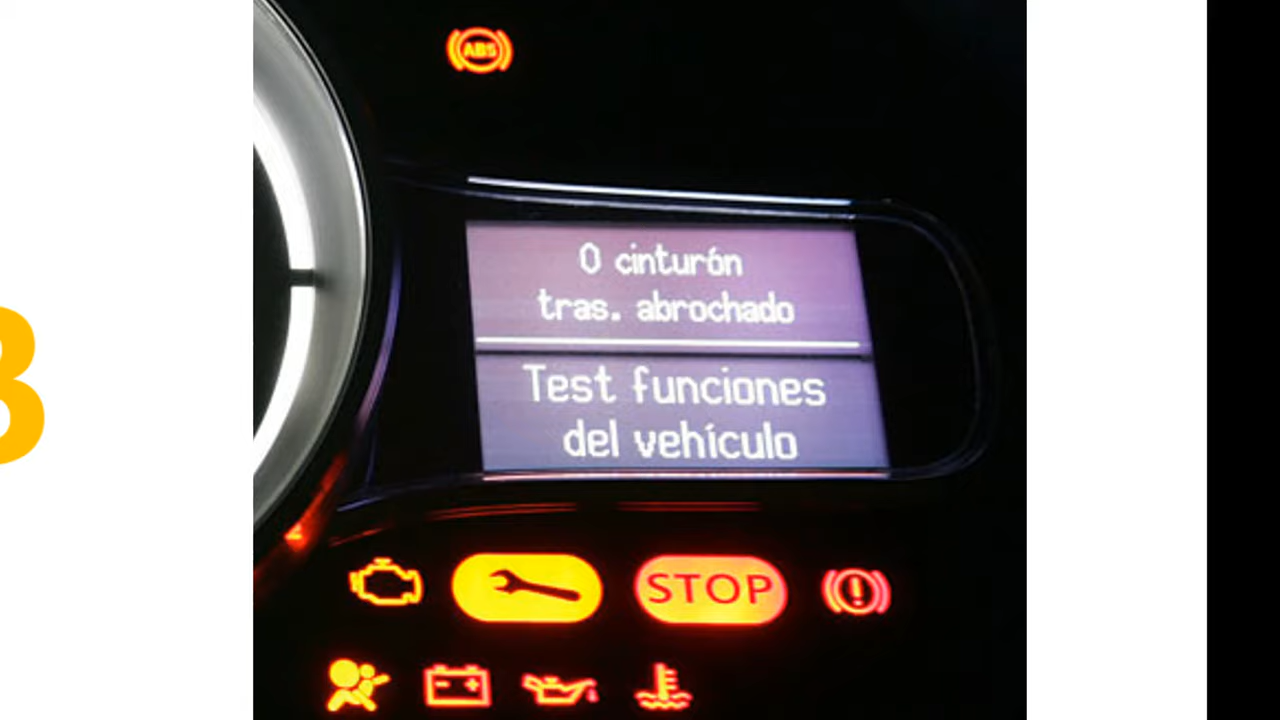 ABS
0 cinturón
tras. abrochado
Test funciones
del vehículo
STOP